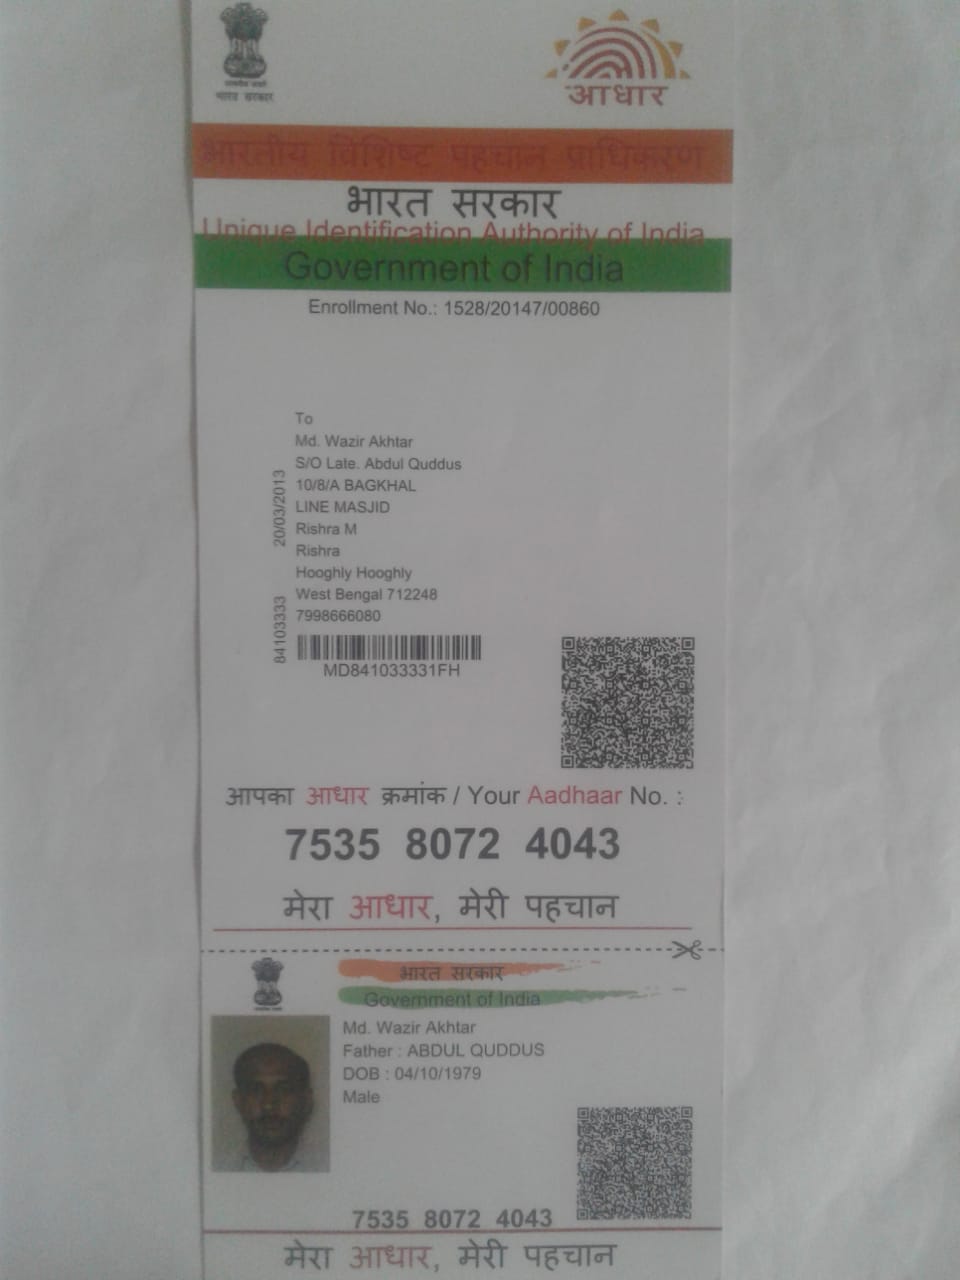 भारत सरकार
आधार
भारतीय विशिष्ट पहचान प्राधिकरण
भारत सरकार
Unique Identification Authority of India
Government of India
Enrollment No.: 1528/20147/00860
To
Md. Wazir Akhtar
S/O Late. Abdul Quddus
10/8/A BAGKHAL
LINE MASJID
Rishra M
Rishra
Hooghly Hooghly
West Bengal 712248
7998666080
20/03/2013
84103333
MD841033331FH
आपका आधार क्रमांक / Your Aadhaar No. :
7535 8072 4043
मेरा आधार, मेरी पहचान
भारत सरकार
Government of India
Md. Wazir Akhtar
Father : ABDUL QUDDUS
DOB : 04/10/1979
Male
7535 8072 4043
मेरा आधार, मेरी पहचान